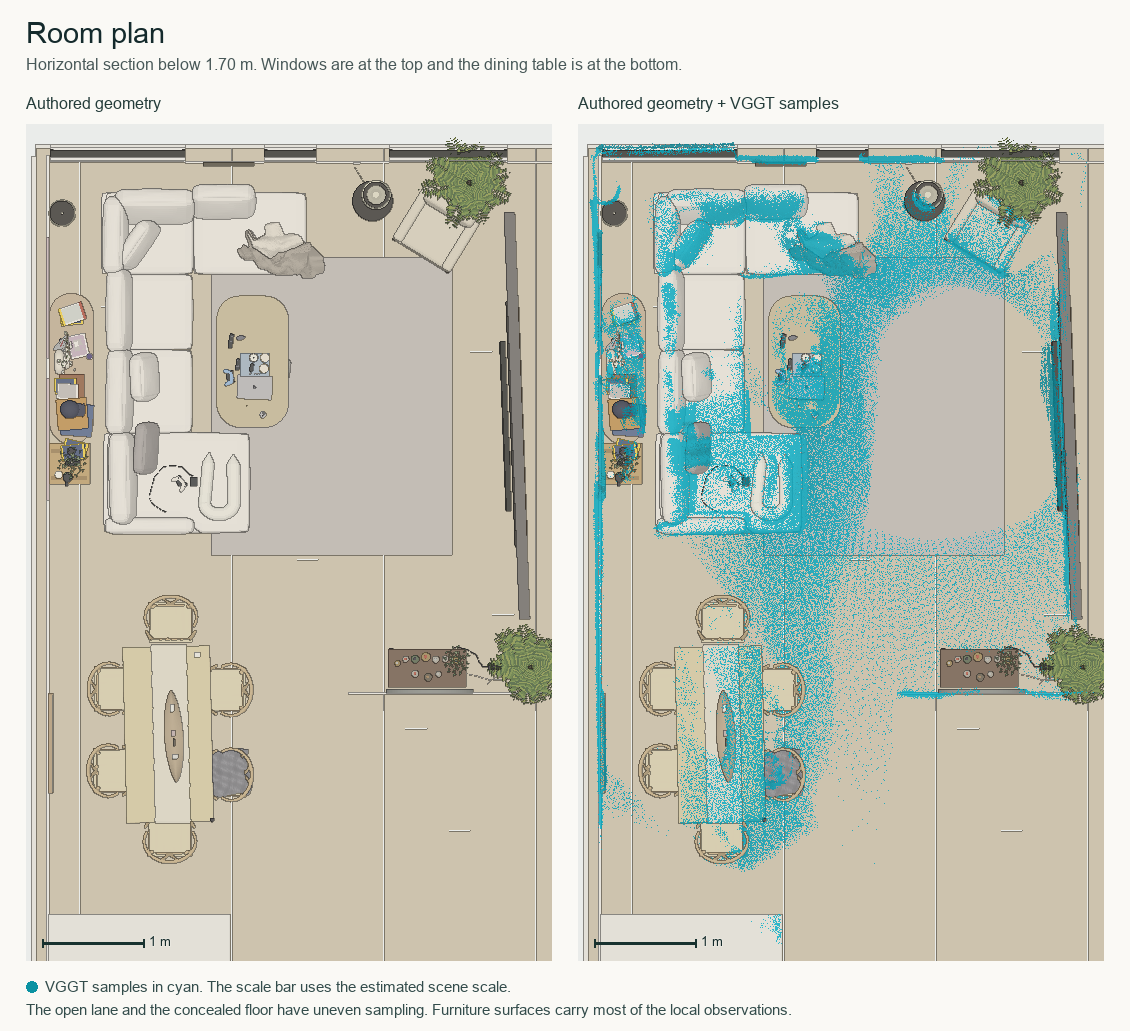 Room plan
Horizontal section below 1.70 m. Windows are at the top and the dining table is at the bottom.
Authored geometry
Authored geometry + VGGT samples
1 m
1 m
VGGT samples in cyan. The scale bar uses the estimated scene scale.
The open lane and the concealed floor have uneven sampling. Furniture surfaces carry most of the local observations.